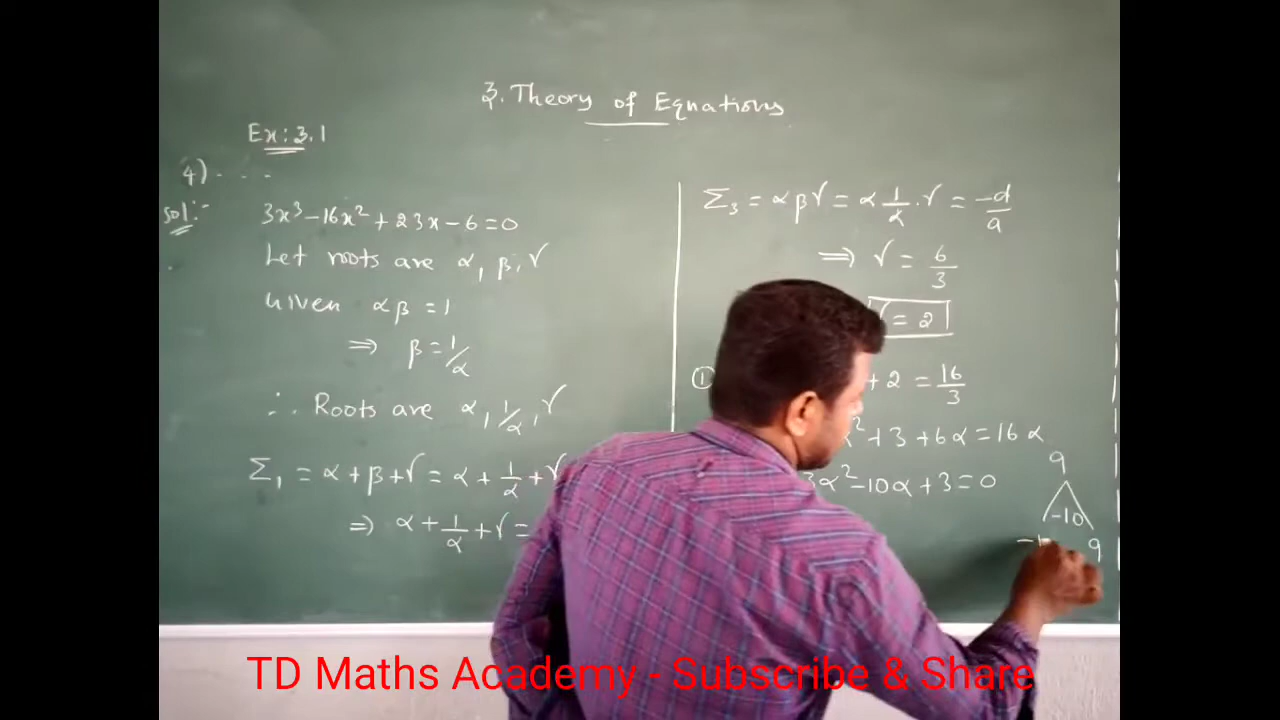 3. Theory of Equations
Ex: 3.1
4) - - -
Sol:-
3x³ - 16x² + 23x - 6 = 0
Let roots are α, β, γ
Given αβ = 1
⟹ β = 1/α
∴ Roots are α, 1/α, γ
Σ₁ = α + β + γ = α + 1/α + γ
⟹ α + 1/α + γ =
Σ₃ = αβγ = α 1/α . γ = -d/a
⟹ γ = 6/3
γ = 2
① + 2 = 16/3
α² + 3 + 6α = 16α
3α² - 10α + 3 = 0
9
-10
9
TD Maths Academy - Subscribe & Share